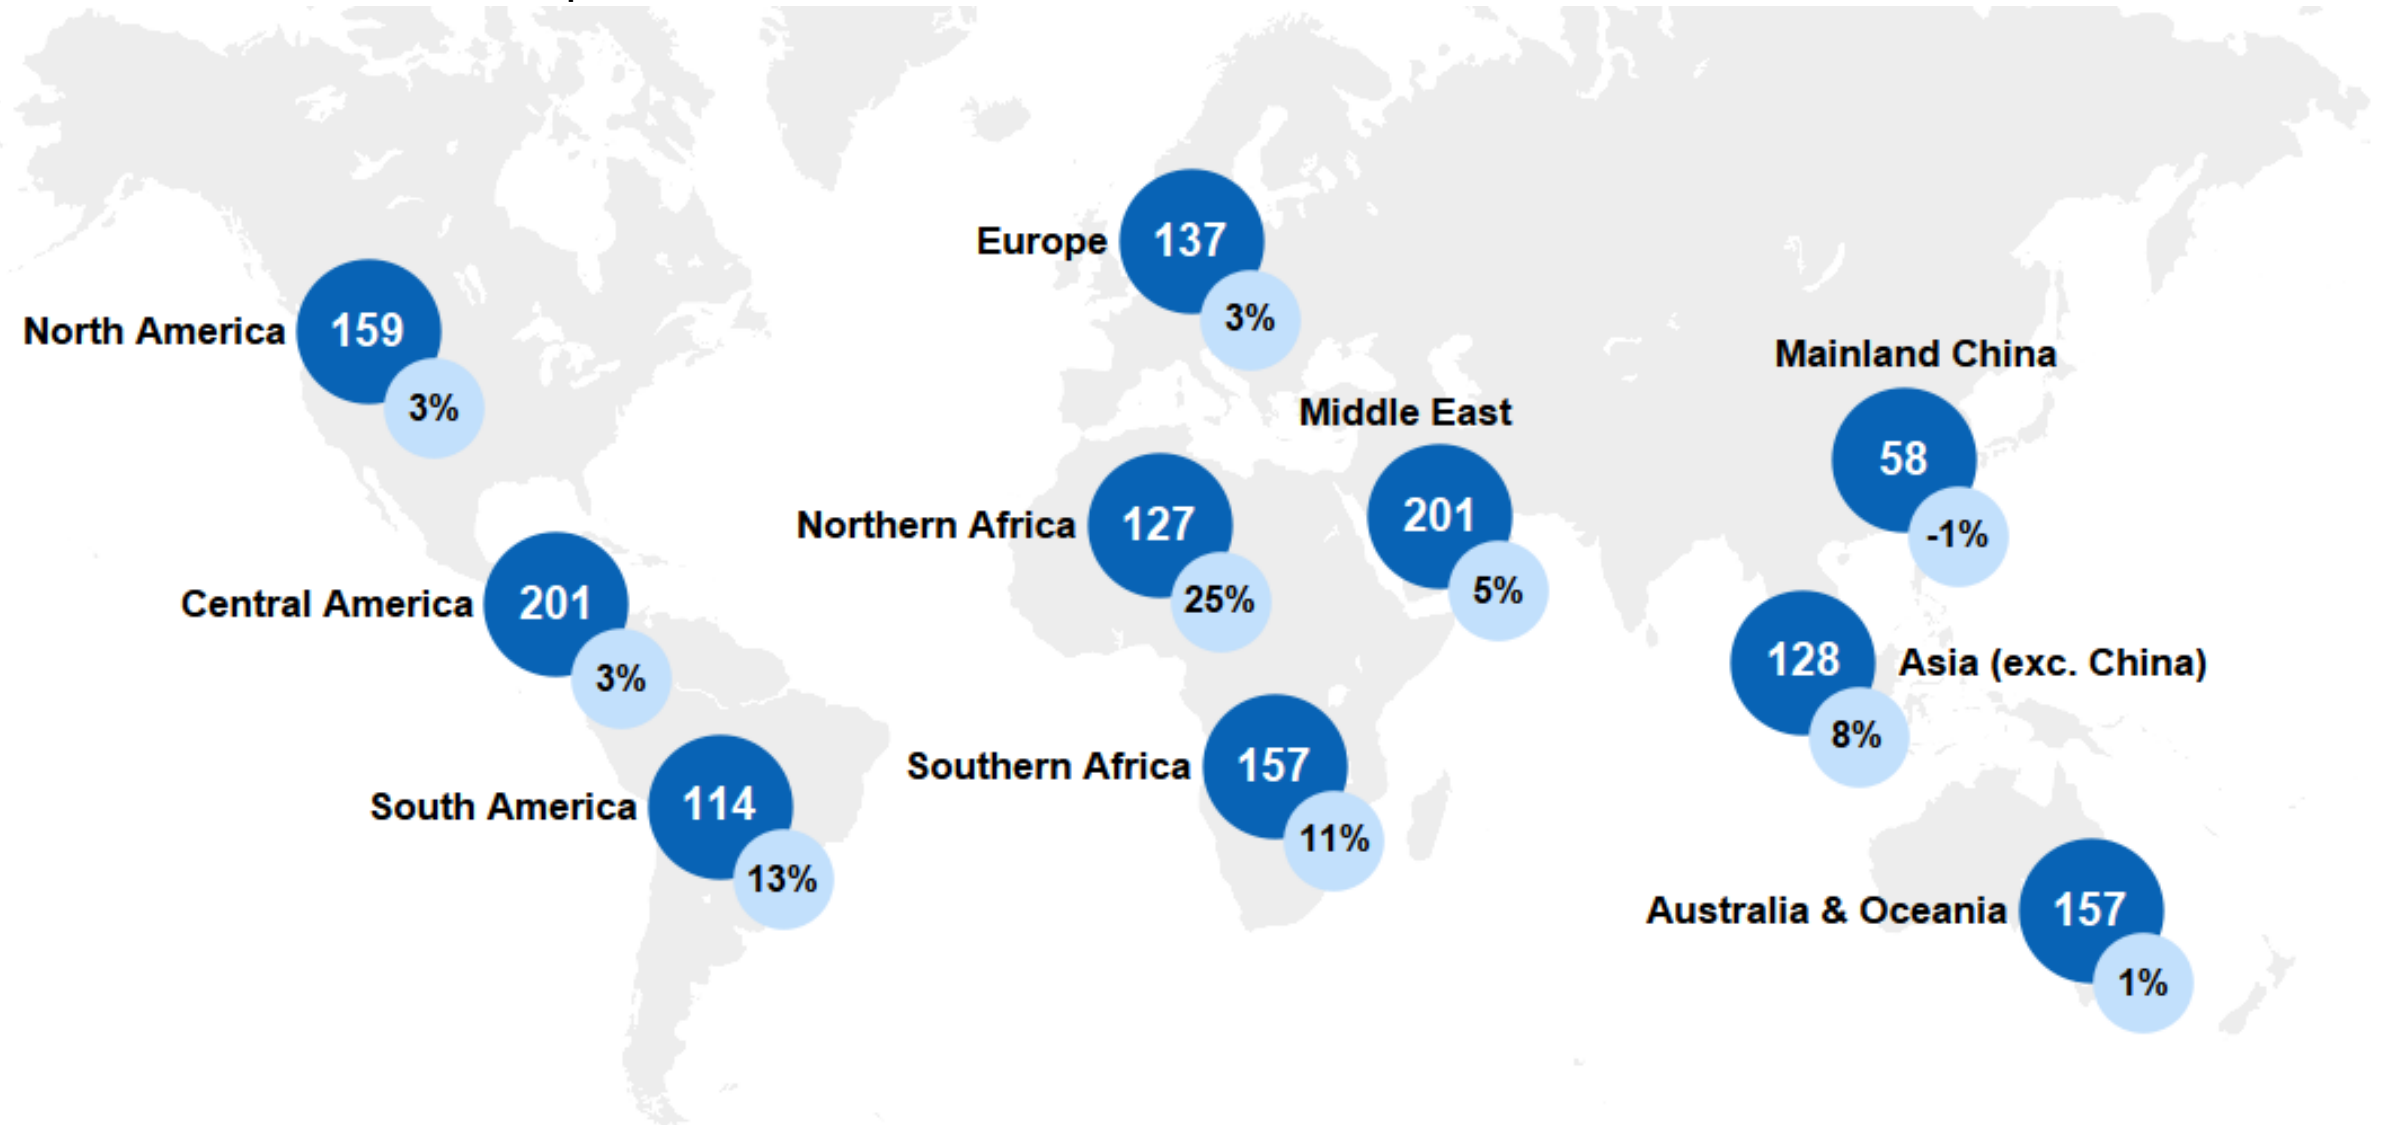 Europe
137
3%
North America
159
3%
Mainland China
58
-1%
Middle East
201
5%
Northern Africa
127
25%
Central America
201
3%
Asia (exc. China)
128
8%
South America
114
13%
Southern Africa
157
11%
Australia & Oceania
157
1%